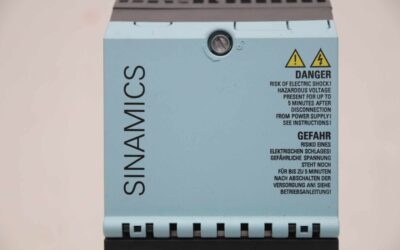 SINAMICS
DANGER
RISK OF ELECTRIC SHOCK!
HAZARDOUS VOLTAGE
PRESENT FOR UP TO
5 MINUTES AFTER
DISCONNECTION
FROM POWER SUPPLY!
SEE INSTRUCTIONS!
GEFAHR
RISIKO EINES
ELEKTRISCHEN SCHLAGES!
GEFÄHRLICHE SPANNUNG
STEHT NOCH
FÜR BIS ZU 5 MINUTEN
NACH ABSCHALTEN DER
VERSORGUNG AN! SIEHE
BETRIEBSANLEITUNG!